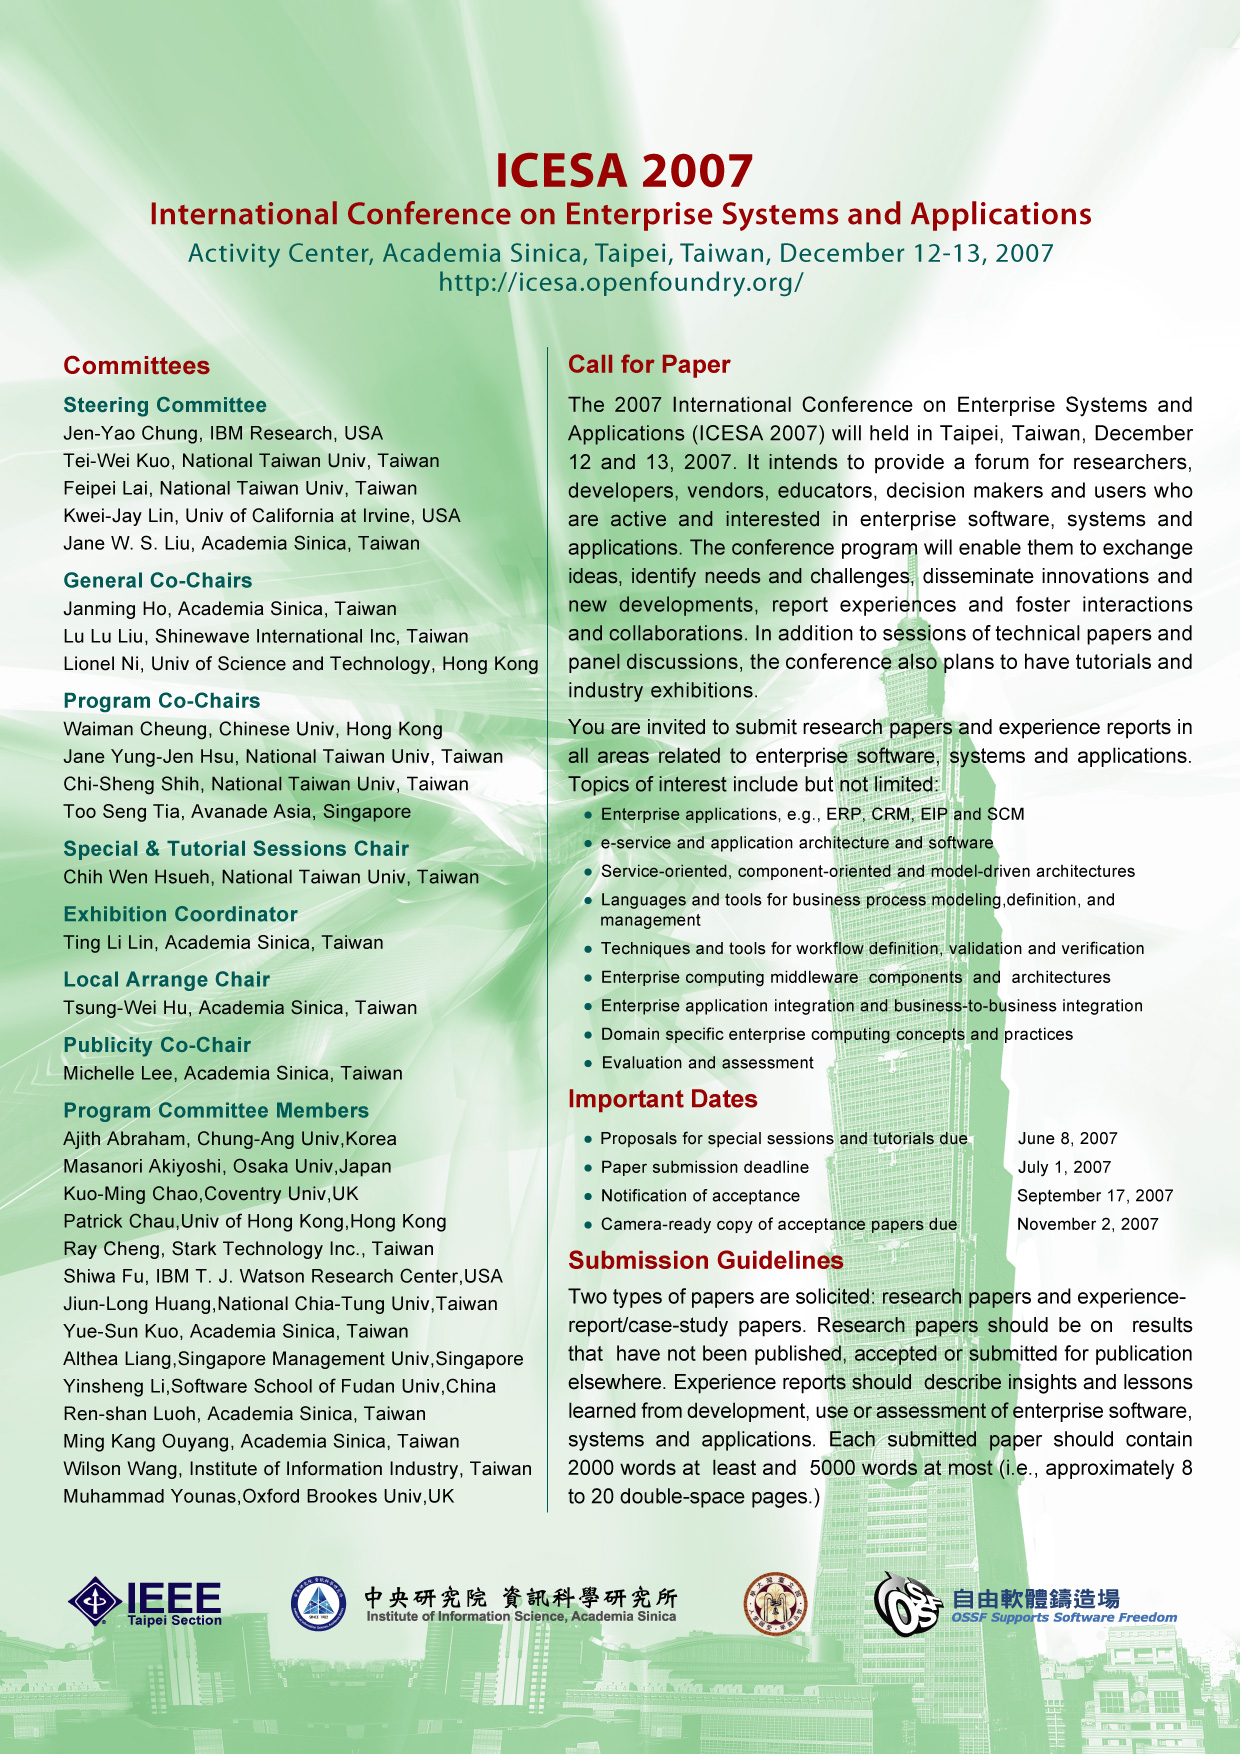 ICESA 2007
International Conference on Enterprise Systems and Applications
Activity Center, Academia Sinica, Taipei, Taiwan, December 12-13, 2007
http://icesa.openfoundry.org/
Committees
Steering Committee
Jen-Yao Chung, IBM Research, USA
Tei-Wei Kuo, National Taiwan Univ, Taiwan
Feipei Lai, National Taiwan Univ, Taiwan
Kwei-Jay Lin, Univ of California at Irvine, USA
Jane W. S. Liu, Academia Sinica, Taiwan
General Co-Chairs
Janming Ho, Academia Sinica, Taiwan
Lu Lu Liu, Shinewave International Inc, Taiwan
Lionel Ni, Univ of Science and Technology, Hong Kong
Program Co-Chairs
Waiman Cheung, Chinese Univ, Hong Kong
Jane Yung-Jen Hsu, National Taiwan Univ, Taiwan
Chi-Sheng Shih, National Taiwan Univ, Taiwan
Too Seng Tia, Avanade Asia, Singapore
Special & Tutorial Sessions Chair
Chih Wen Hsueh, National Taiwan Univ, Taiwan
Exhibition Coordinator
Ting Li Lin, Academia Sinica, Taiwan
Local Arrange Chair
Tsung-Wei Hu, Academia Sinica, Taiwan
Publicity Co-Chair
Michelle Lee, Academia Sinica, Taiwan
Program Committee Members
Ajith Abraham, Chung-Ang Univ,Korea
Masanori Akiyoshi, Osaka Univ,Japan
Kuo-Ming Chao,Coventry Univ,UK
Patrick Chau,Univ of Hong Kong,Hong Kong
Ray Cheng, Stark Technology Inc., Taiwan
Shiwa Fu, IBM T. J. Watson Research Center,USA
Jiun-Long Huang,National Chia-Tung Univ,Taiwan
Yue-Sun Kuo, Academia Sinica, Taiwan
Althea Liang,Singapore Management Univ,Singapore
Yinsheng Li,Software School of Fudan Univ,China
Ren-shan Luoh, Academia Sinica, Taiwan
Ming Kang Ouyang, Academia Sinica, Taiwan
Wilson Wang, Institute of Information Industry, Taiwan
Muhammad Younas,Oxford Brookes Univ,UK
Call for Paper
The 2007 International Conference on Enterprise Systems and
Applications (ICESA 2007) will held in Taipei, Taiwan, December
12 and 13, 2007. It intends to provide a forum for researchers,
developers, vendors, educators, decision makers and users who
are active and interested in enterprise software, systems and
applications. The conference program will enable them to exchange
ideas, identify needs and challenges, disseminate innovations and
new developments, report experiences and foster interactions
and collaborations. In addition to sessions of technical papers and
panel discussions, the conference also plans to have tutorials and
industry exhibitions.
You are invited to submit research papers and experience reports in
all areas related to enterprise software, systems and applications.
Topics of interest include but not limited:
• Enterprise applications, e.g., ERP, CRM, EIP and SCM
• e-service and application architecture and software
• Service-oriented, component-oriented and model-driven architectures
• Languages and tools for business process modeling,definition, and
management
• Techniques and tools for workflow definition, validation and verification
• Enterprise computing middleware components and architectures
• Enterprise application integration and business-to-business integration
• Domain specific enterprise computing concepts and practices
• Evaluation and assessment
Important Dates
• Proposals for special sessions and tutorials due June 8, 2007
• Paper submission deadline July 1, 2007
• Notification of acceptance September 17, 2007
• Camera-ready copy of acceptance papers due November 2, 2007
Submission Guidelines
Two types of papers are solicited: research papers and experience-
report/case-study papers. Research papers should be on results
that have not been published, accepted or submitted for publication
elsewhere. Experience reports should describe insights and lessons
learned from development, use or assessment of enterprise software,
systems and applications. Each submitted paper should contain
2000 words at least and 5000 words at most (i.e., approximately 8
to 20 double-space pages.)
IEEE
Taipei Section
中央研究院 資訊科學研究所
Institute of Information Science, Academia Sinica
OSSF
自由軟體鑄造場
OSSF Supports Software Freedom